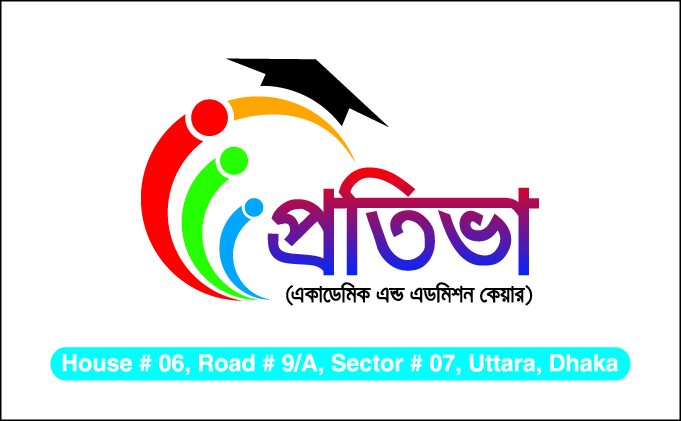 প্রতিভা
(একাডেমিক এন্ড এডমিশন কেয়ার)
House # 06, Road # 9/A, Sector # 07, Uttara, Dhaka